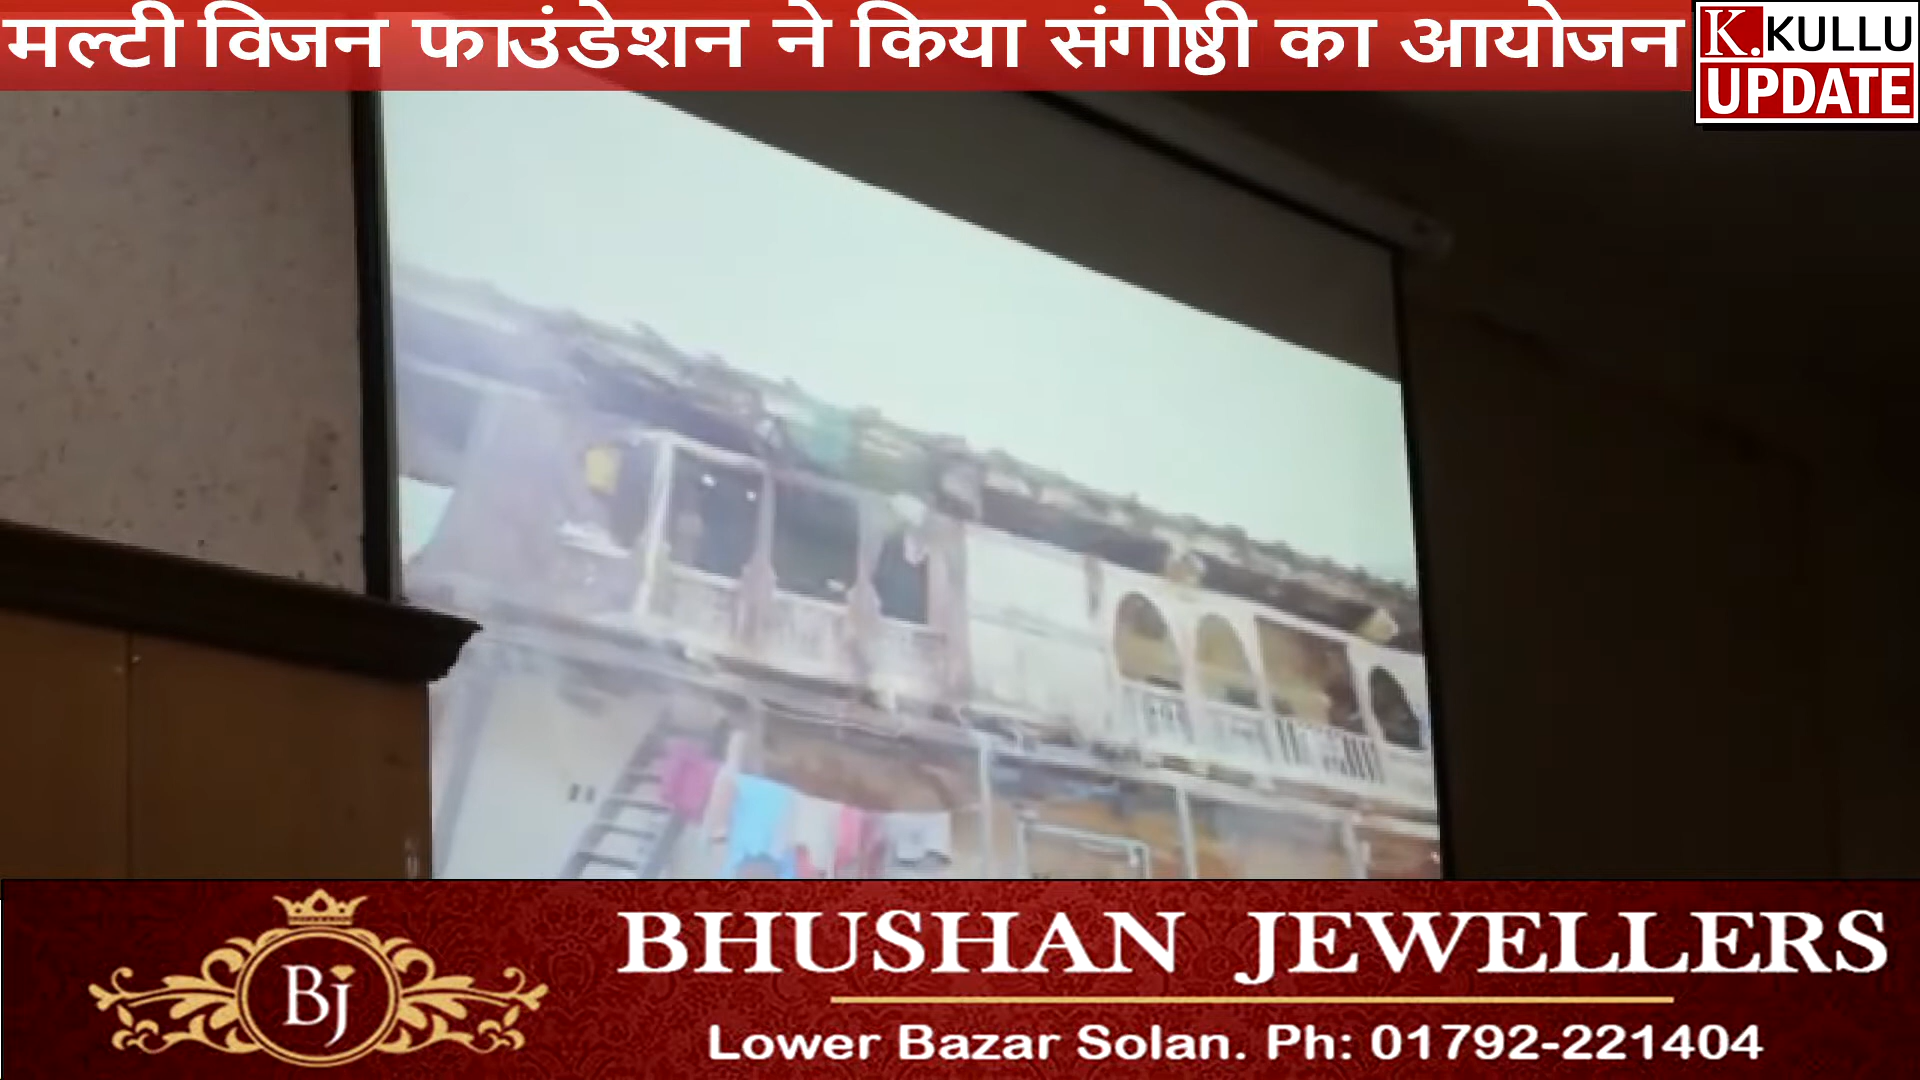 मल्टी विजन फाउंडेशन ने किया संगोष्ठी का आयोजन
K.KULLU
UPDATE
BJ
BHUSHAN JEWELLERS
Lower Bazar Solan. Ph: 01792-221404